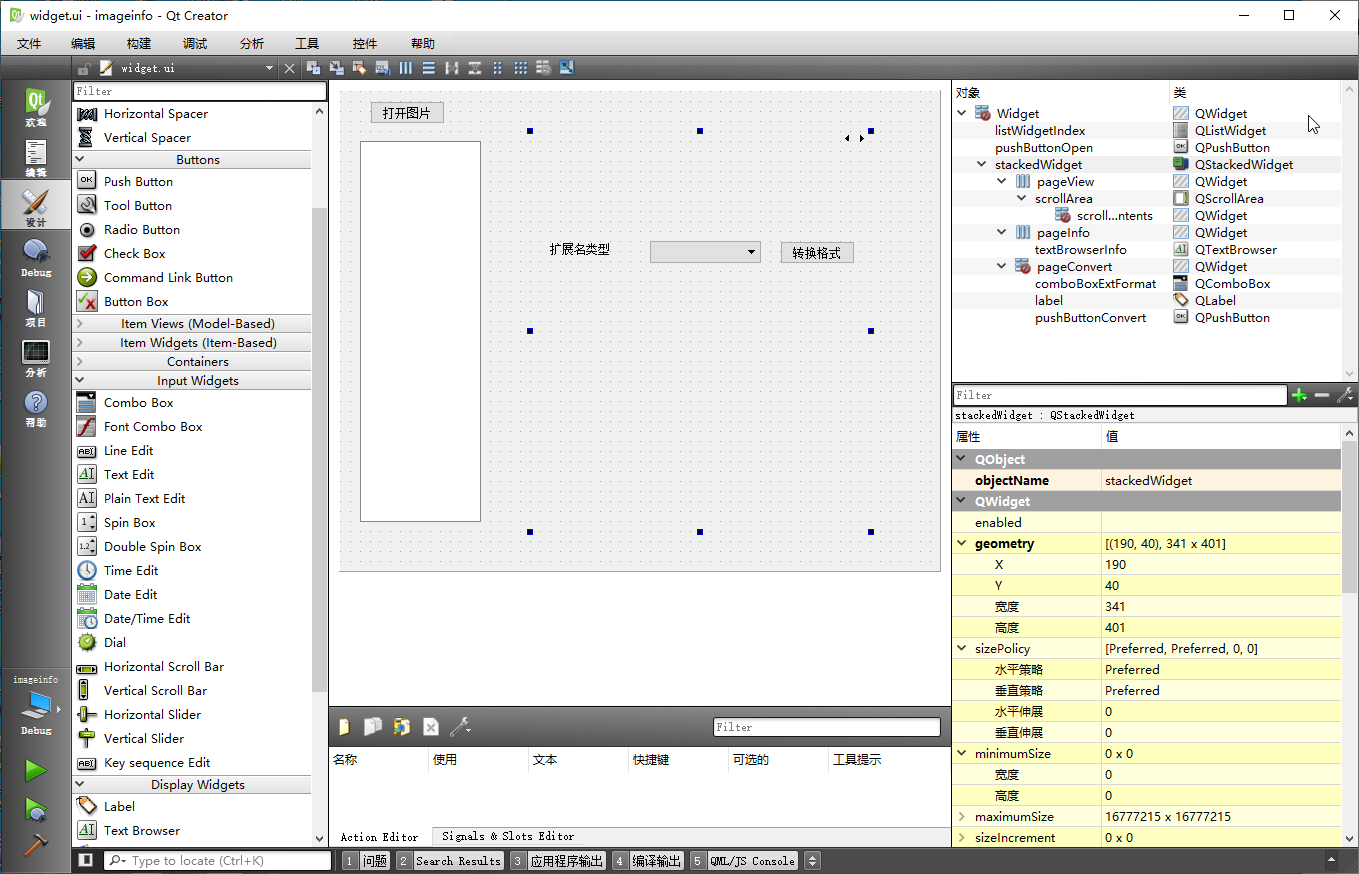 widget.ui - imageinfo - Qt Creator
文件 编辑 构建 调试 分析 工具 控件 帮助
widget.ui
欢迎
编辑
设计
Debug
项目
分析
帮助
imageinfo
Debug
Filter
Horizontal Spacer
Vertical Spacer
Buttons
Push Button
Tool Button
Radio Button
Check Box
Command Link Button
Button Box
Item Views (Model-Based)
Item Widgets (Item-Based)
Containers
Input Widgets
Combo Box
Font Combo Box
Line Edit
Text Edit
Plain Text Edit
Spin Box
Double Spin Box
Time Edit
Date Edit
Date/Time Edit
Dial
Horizontal Scroll Bar
Vertical Scroll Bar
Horizontal Slider
Vertical Slider
Key sequence Edit
Display Widgets
Label
Text Browser
打开图片
扩展名类型 转换格式
Filter
名称 使用 文本 快捷键 可选的 工具提示
Action Editor Signals & Slots Editor
对象 类
Widget QWidget
listWidgetIndex QListWidget
pushButtonOpen QPushButton
stackedWidget QStackedWidget
pageView QWidget
scrollArea QScrollArea
scroll...ntents QWidget
pageInfo QWidget
textBrowserInfo QTextBrowser
pageConvert QWidget
comboBoxExtFormat QComboBox
label QLabel
pushButtonConvert QPushButton
Filter
stackedWidget : QStackedWidget
属性 值
QObject
objectName stackedWidget
QWidget
enabled
geometry [(190, 40), 341 x 401]
X 190
Y 40
宽度 341
高度 401
sizePolicy [Preferred, Preferred, 0, 0]
水平策略 Preferred
垂直策略 Preferred
水平伸展 0
垂直伸展 0
minimumSize 0 x 0
宽度 0
高度 0
maximumSize 16777215 x 16777215
sizeIncrement 0 x 0
Type to locate (Ctrl+K) 1 问题 2 Search Results 3 应用程序输出 4 编译输出 5 QML/JS Console